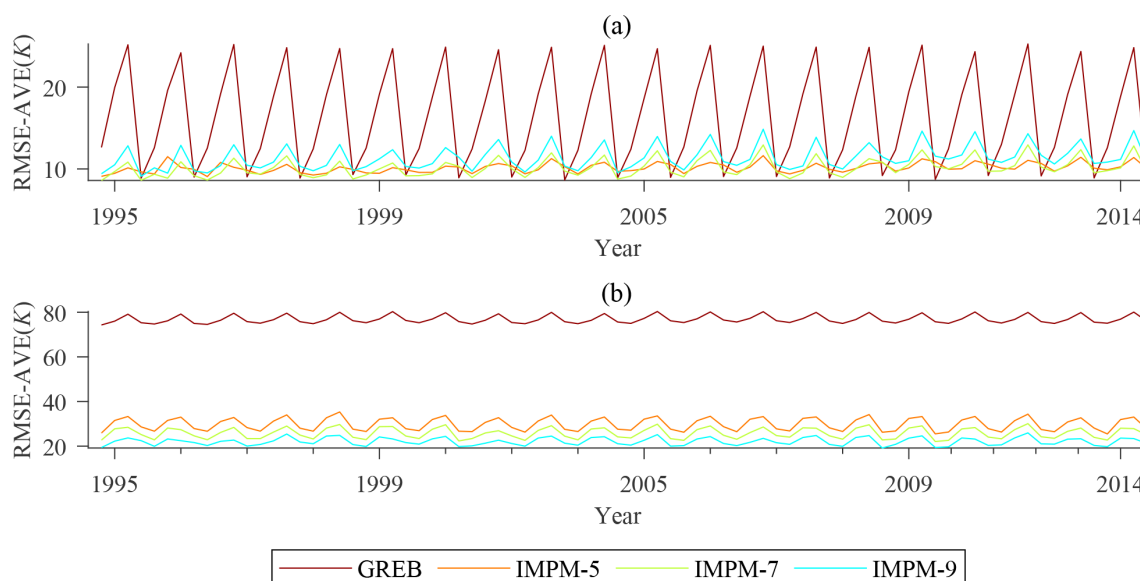 (a)
RMSE-AVE(K)
20
10
1995 1999 2005 2009 2014
Year
(b)
RMSE-AVE(K)
80
60
40
20
1995 1999 2005 2009 2014
Year
GREB IMPM-5 IMPM-7 IMPM-9